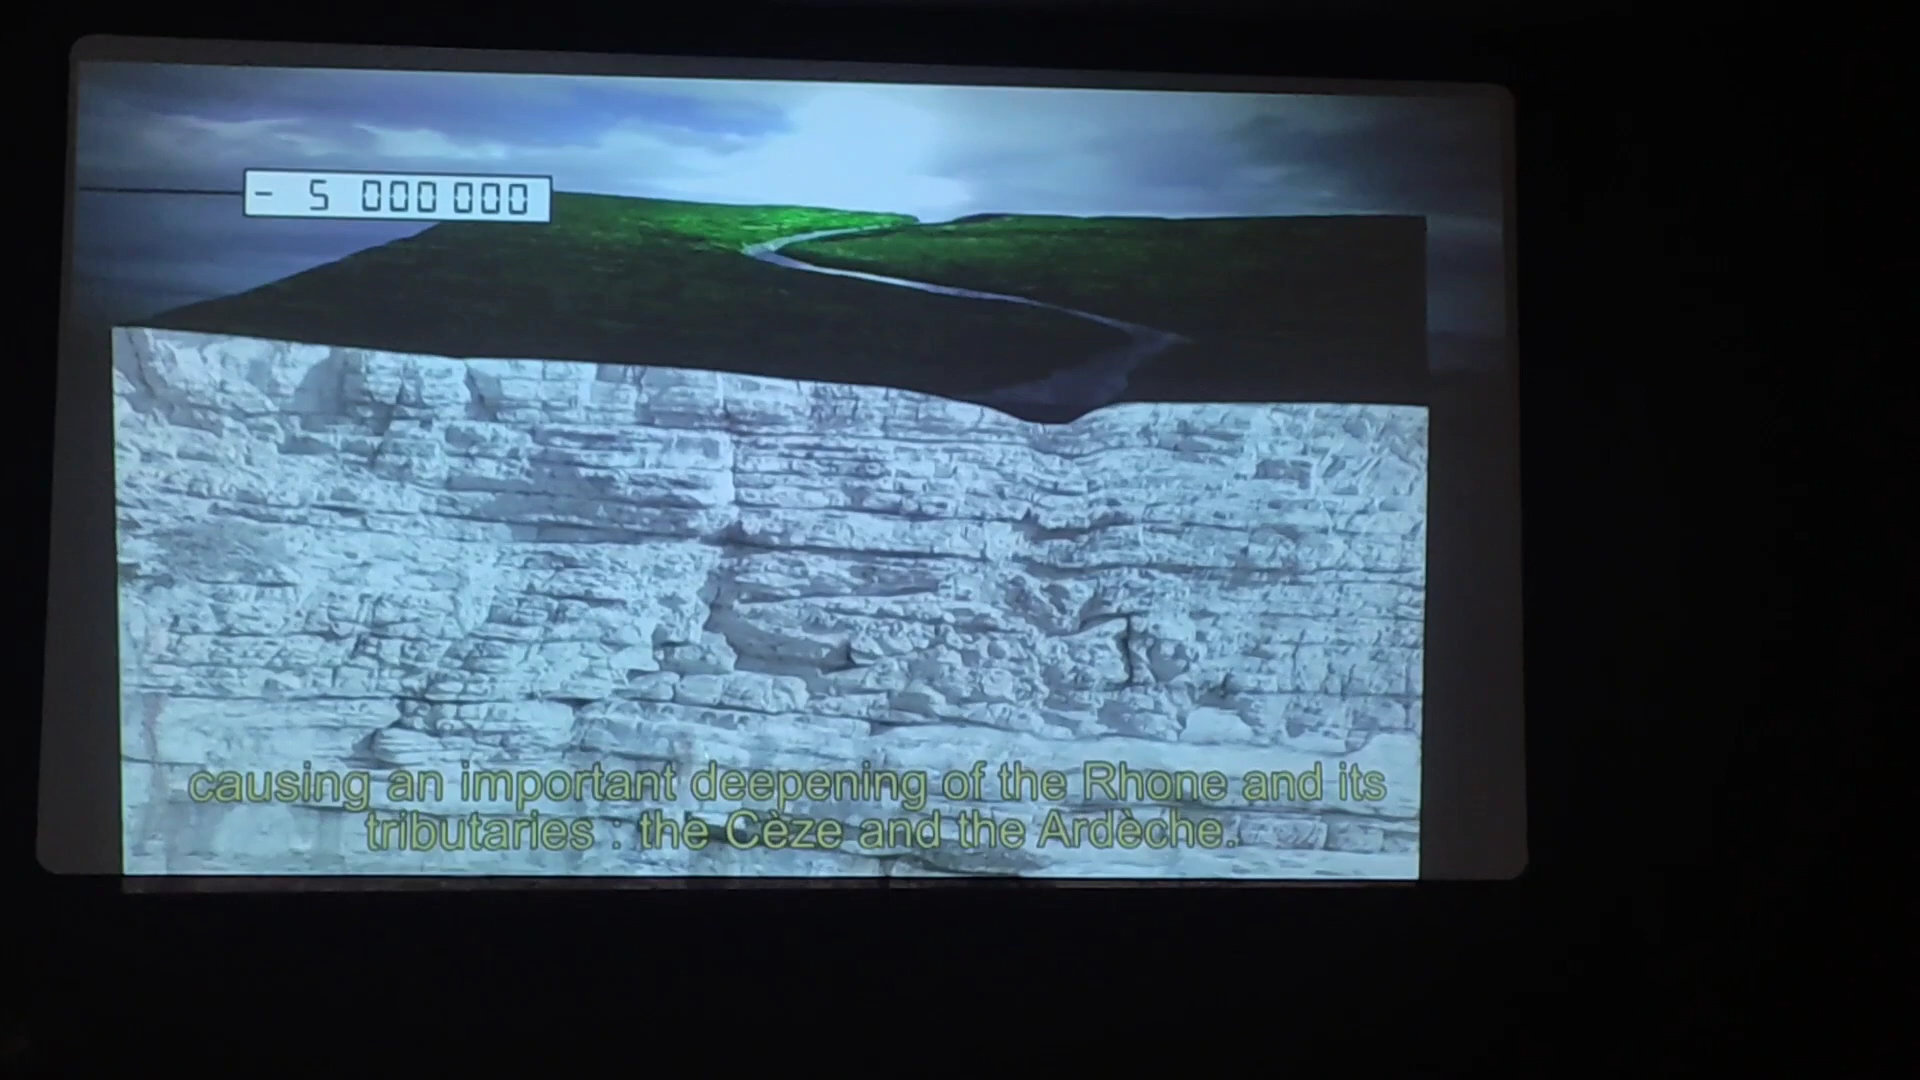 - 5 000 000
causing an important deepening of the Rhone and its
tributaries : the Cèze and the Ardèche.